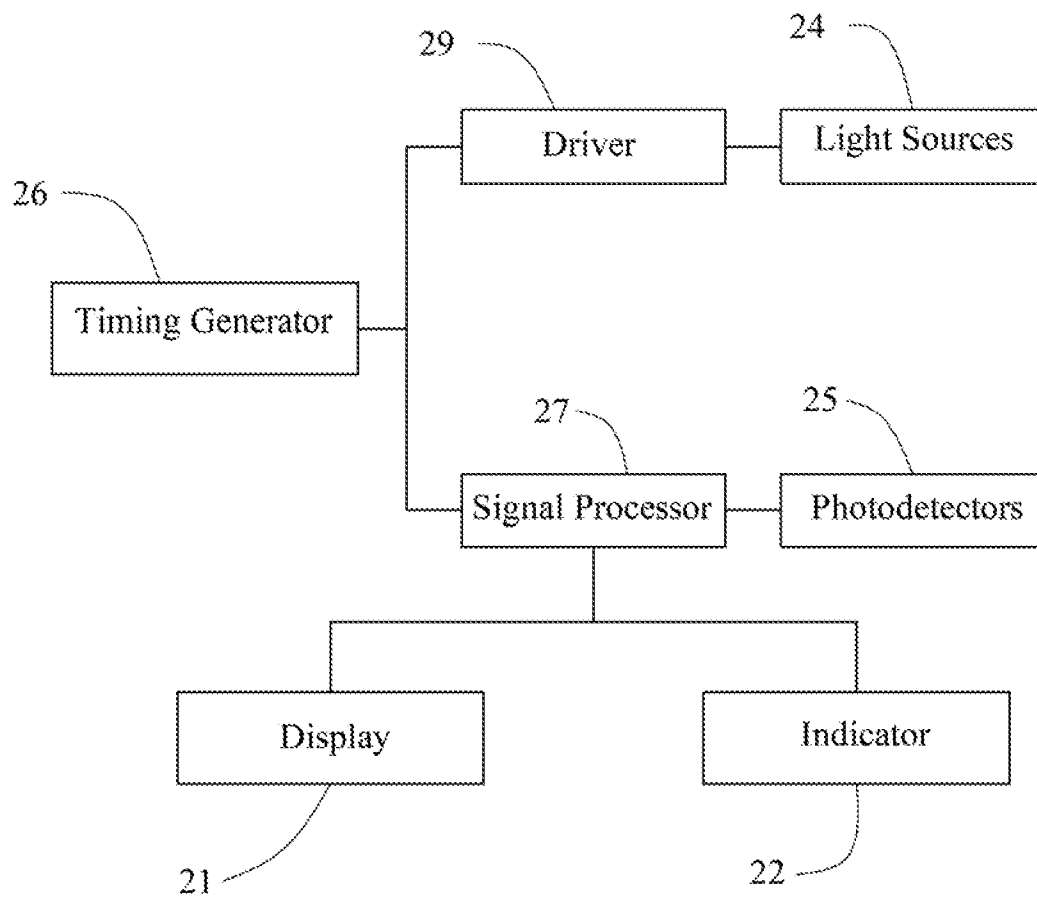 29
24
Driver
Light Sources
26
Timing Generator
27
25
Signal Processor
Photodetectors
Display
Indicator
21
22